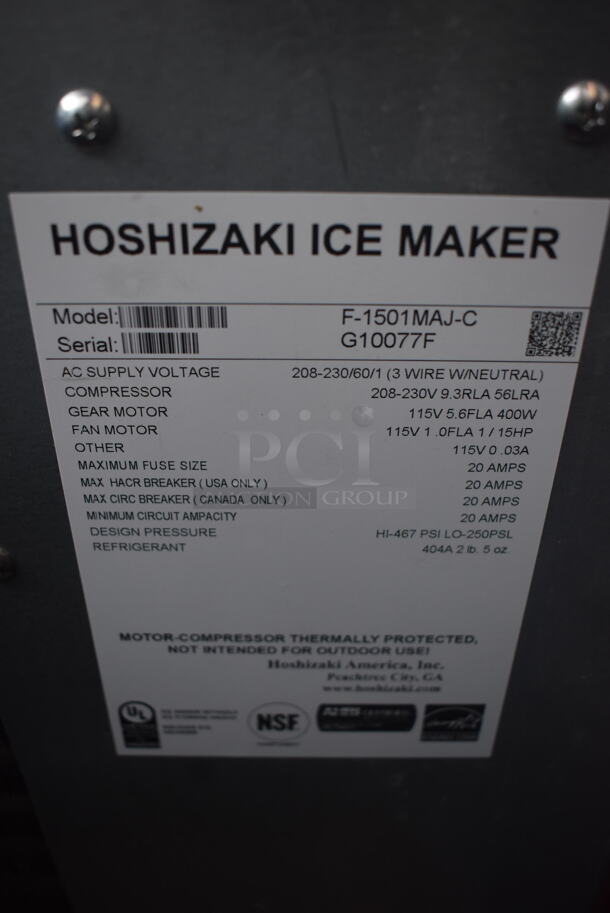 HOSHIZAKI ICE MAKER
Model: F-1501MAJ-C
Serial: G10077F
AC SUPPLY VOLTAGE 208-230/60/1 (3 WIRE W/NEUTRAL)
COMPRESSOR 208-230V 9.3RLA 56LRA
GEAR MOTOR 115V 5.6FLA 400W
FAN MOTOR 115V 1.0FLA 1/15HP
OTHER 115V 0.03A
MAXIMUM FUSE SIZE 20 AMPS
MAX HACR BREAKER (USA ONLY) 20 AMPS
MAX CIRC BREAKER (CANADA ONLY) 20 AMPS
MINIMUM CIRCUIT AMPACITY 20 AMPS
DESIGN PRESSURE HI-467 PSI LO-250PSL
REFRIGERANT 404A 2 lb. 5 oz.
PCI
GROUP
MOTOR-COMPRESSOR THERMALLY PROTECTED,
NOT INTENDED FOR OUTDOOR USE!
Hoshizaki America, Inc.
Peachtree City, GA
www.hoshizaki.com
UL
NSF